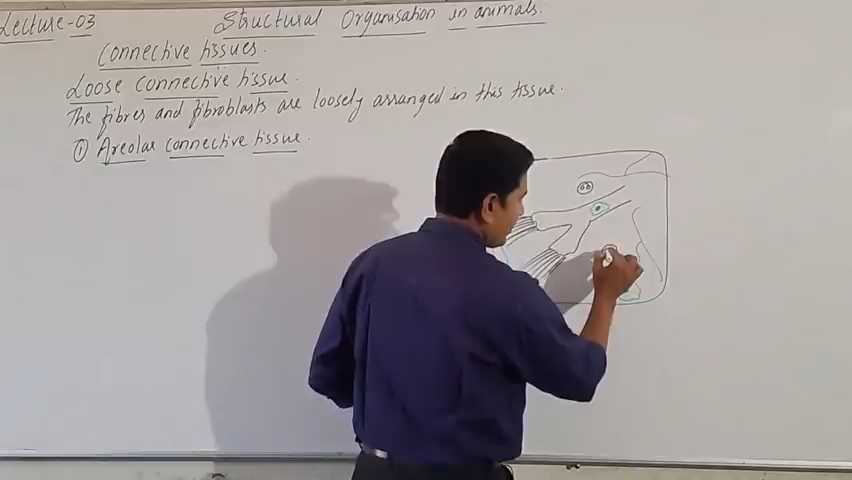 Lecture-03
Structural Organisation in animals.
Connective tissues.
Loose connective tissue.
The fibres and fibroblasts are loosely arranged in this tissue.
① Areolar connective tissue.